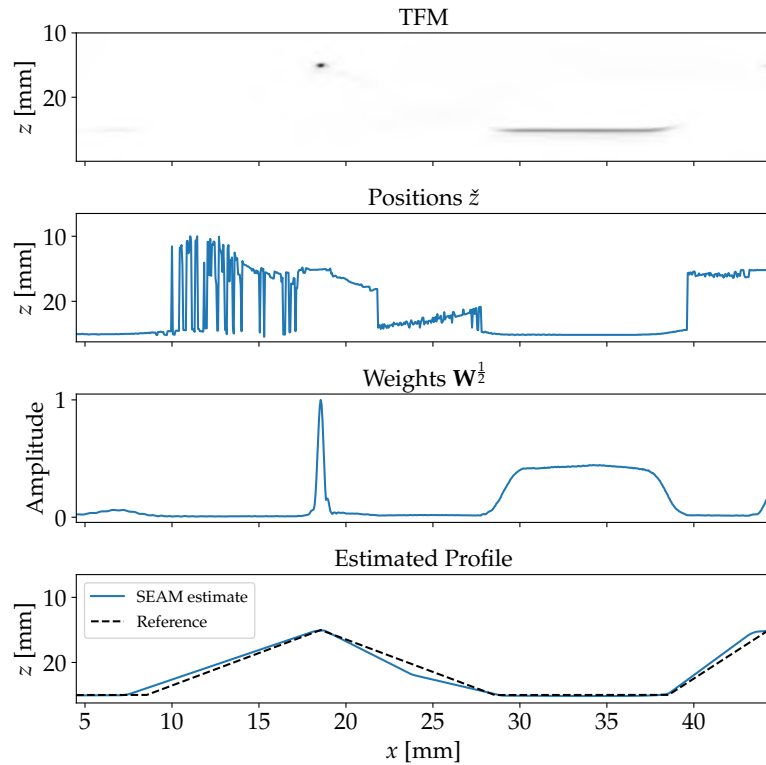 TFM
10
20
z [mm]
Positions ž
10
20
z [mm]
Weights W^{1/2}
1
0
Amplitude
Estimated Profile
10
20
z [mm]
SEAM estimate
Reference
5 10 15 20 25 30 35 40
x [mm]